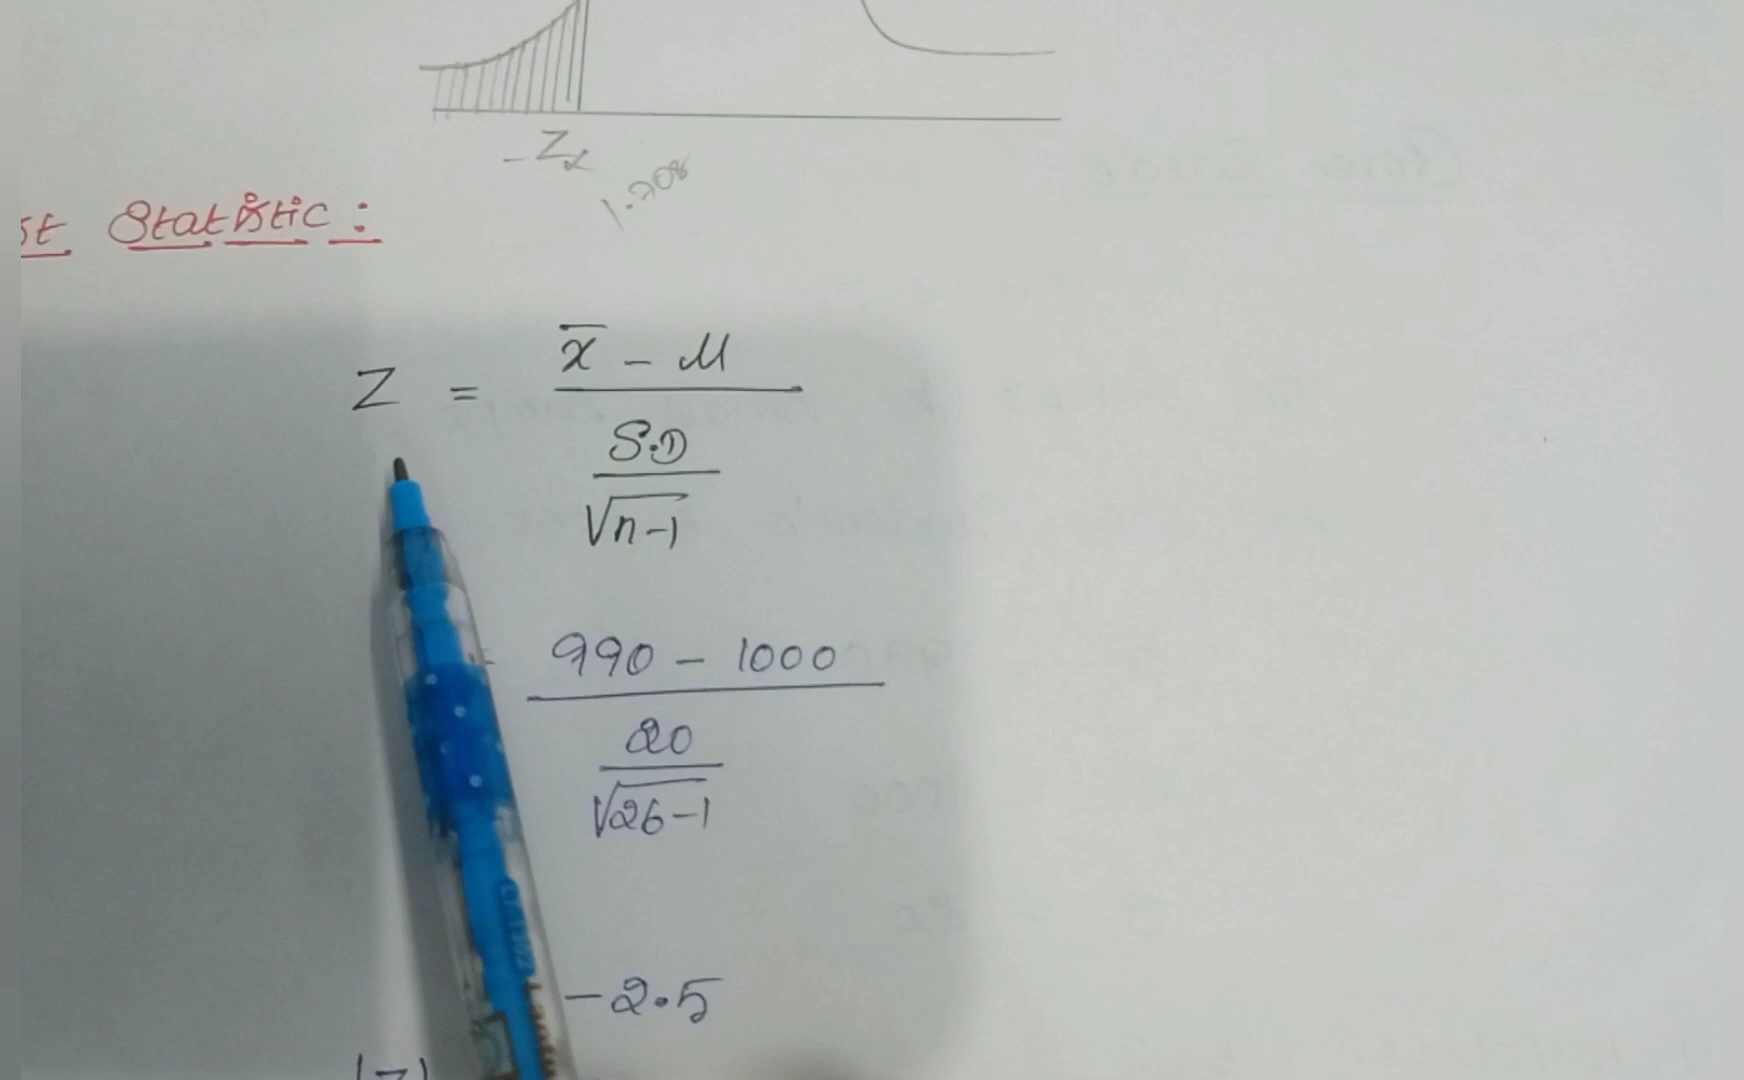 -Zα
1.708
st Statistic :
Z = x̄ - μ
S.D
√n-1
990 - 1000
20
√26-1
-2.5
|Z|